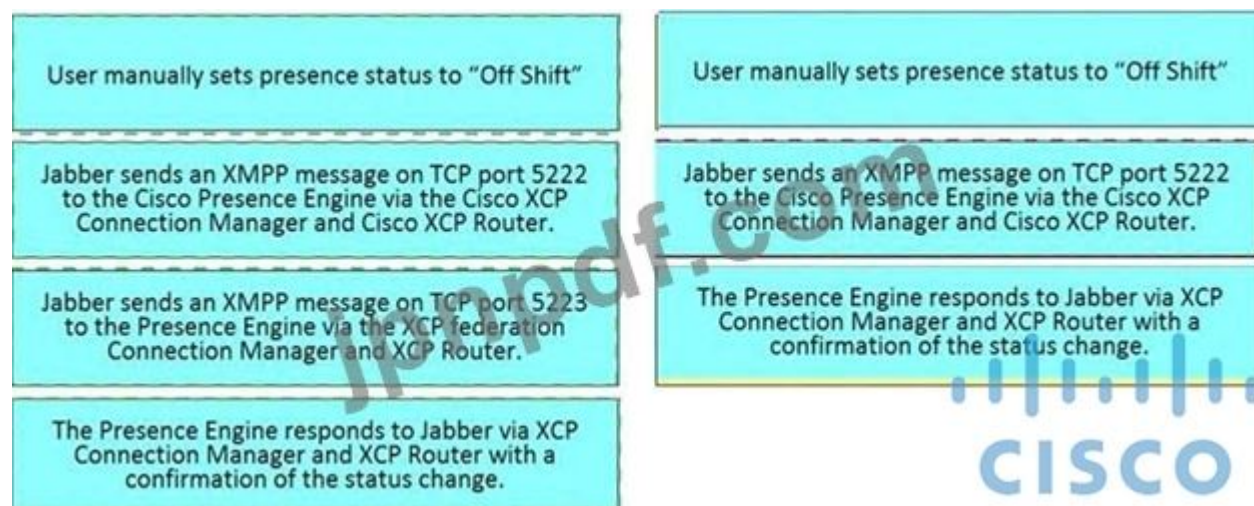 User manually sets presence status to “Off Shift”
Jabber sends an XMPP message on TCP port 5222
to the Cisco Presence Engine via the Cisco XCP
Connection Manager and Cisco XCP Router.
Jabber sends an XMPP message on TCP port 5223
to the Presence Engine via the XCP federation
Connection Manager and XCP Router.
The Presence Engine responds to Jabber via XCP
Connection Manager and XCP Router with a
confirmation of the status change.
User manually sets presence status to “Off Shift”
Jabber sends an XMPP message on TCP port 5222
to the Cisco Presence Engine via the Cisco XCP
Connection Manager and Cisco XCP Router.
The Presence Engine responds to Jabber via XCP
Connection Manager and XCP Router with a
confirmation of the status change.
jpnpdf.com
CISCO